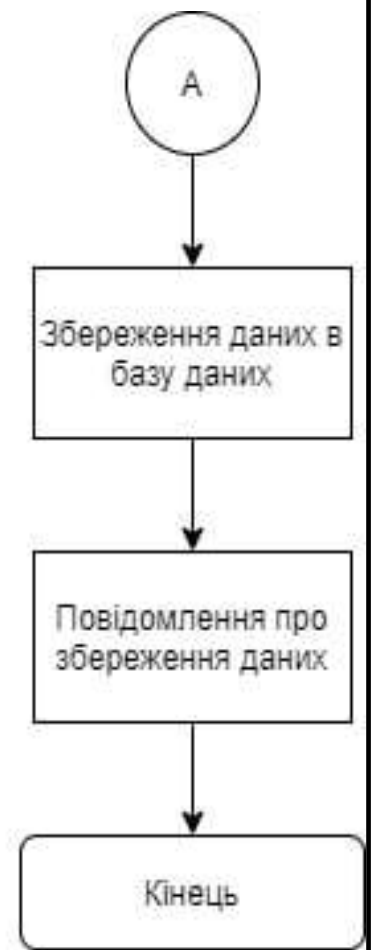 А
Збереження даних в
базу даних
Повідомлення про
збереження даних
Кінець